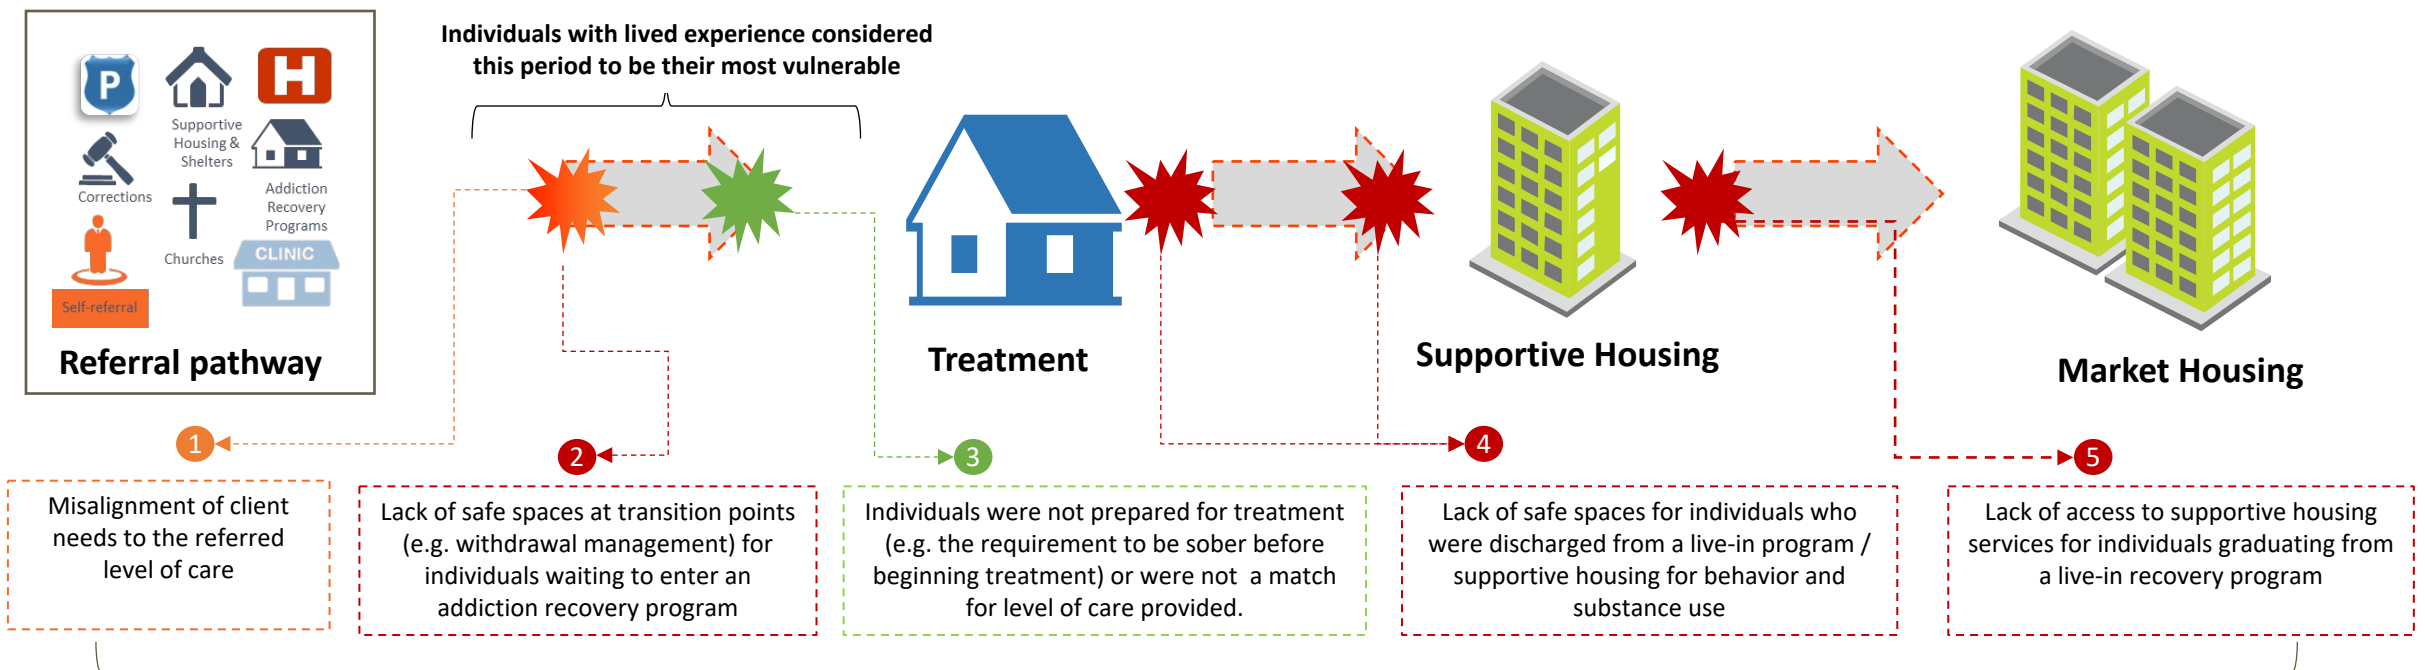 Individuals with lived experience considered
this period to be their most vulnerable
P
H
Supportive
Housing &
Shelters
Corrections
Addiction
Recovery
Programs
Churches
CLINIC
Self-referral
Referral pathway
Treatment
Supportive Housing
Market Housing
1
Misalignment of client
needs to the referred
level of care
2
Lack of safe spaces at transition points
(e.g. withdrawal management) for
individuals waiting to enter an
addiction recovery program
3
Individuals were not prepared for treatment
(e.g. the requirement to be sober before
beginning treatment) or were not a match
for level of care provided.
4
Lack of safe spaces for individuals who
were discharged from a live-in program /
supportive housing for behavior and
substance use
5
Lack of access to supportive housing
services for individuals graduating from
a live-in recovery program